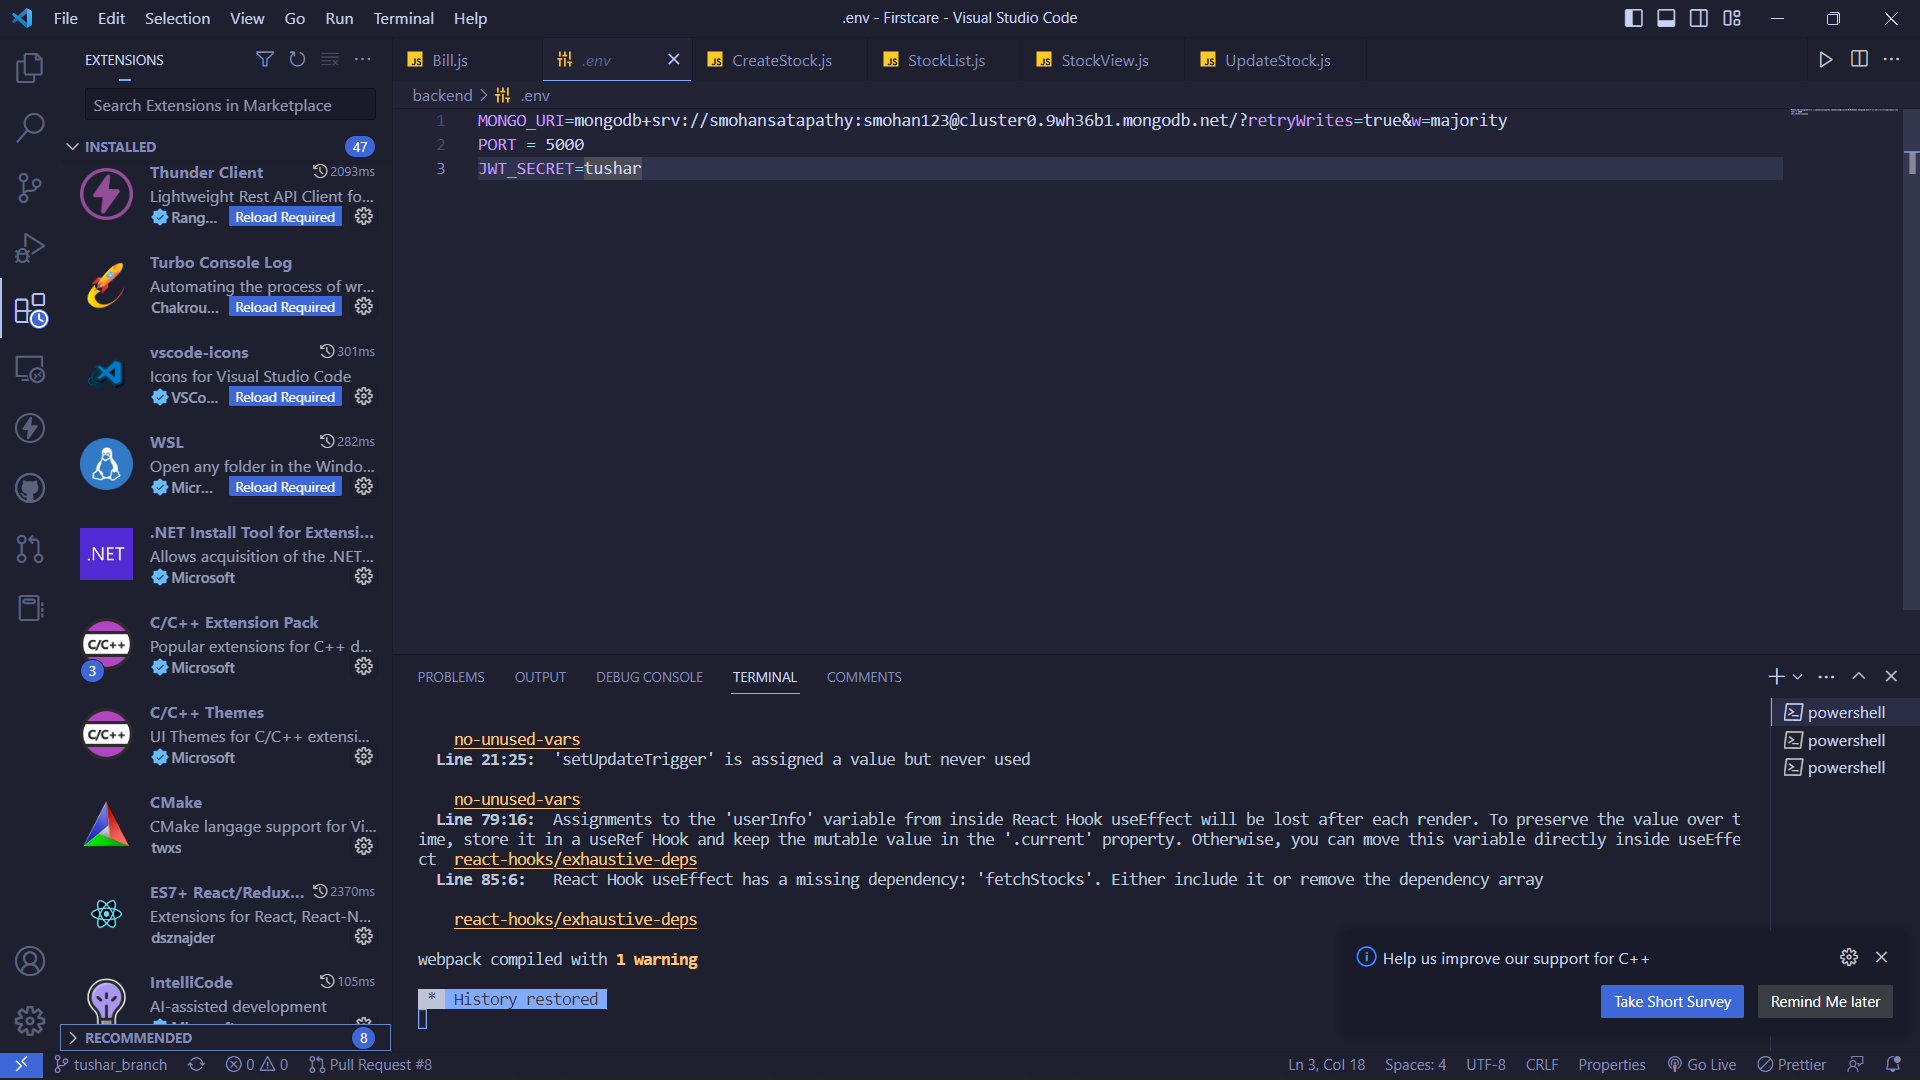 File Edit Selection View Go Run Terminal Help
.env - Firstcare - Visual Studio Code
EXTENSIONS
Search Extensions in Marketplace
INSTALLED 47
Thunder Client 2093ms
Lightweight Rest API Client fo...
Rang... Reload Required
Turbo Console Log
Automating the process of wr...
Chakrou... Reload Required
vscode-icons 301ms
Icons for Visual Studio Code
VSCo... Reload Required
WSL 282ms
Open any folder in the Windo...
Micr... Reload Required
.NET
.NET Install Tool for Extensi...
Allows acquisition of the .NET...
Microsoft
C/C++
3
C/C++ Extension Pack
Popular extensions for C++ d...
Microsoft
C/C++
C/C++ Themes
UI Themes for C/C++ extensi...
Microsoft
CMake
CMake langage support for Vi...
twxs
ES7+ React/Redux... 2370ms
Extensions for React, React-N...
dsznajder
IntelliCode 105ms
AI-assisted development
RECOMMENDED 8
JS Bill.js
.env
JS CreateStock.js
JS StockList.js
JS StockView.js
JS UpdateStock.js
backend > .env
1 MONGO_URI=mongodb+srv://smohansatapathy:smohan123@cluster0.9wh36b1.mongodb.net/?retryWrites=true&w=majority
2 PORT = 5000
3 JWT_SECRET=tushar
PROBLEMS OUTPUT DEBUG CONSOLE TERMINAL COMMENTS
no-unused-vars
Line 21:25: 'setUpdateTrigger' is assigned a value but never used
no-unused-vars
Line 79:16: Assignments to the 'userInfo' variable from inside React Hook useEffect will be lost after each render. To preserve the value over t
ime, store it in a useRef Hook and keep the mutable value in the '.current' property. Otherwise, you can move this variable directly inside useEffe
ct react-hooks/exhaustive-deps
Line 85:6: React Hook useEffect has a missing dependency: 'fetchStocks'. Either include it or remove the dependency array
react-hooks/exhaustive-deps
webpack compiled with 1 warning
* History restored
powershell
powershell
powershell
Help us improve our support for C++
Take Short Survey Remind Me later
tushar_branch 0 0 Pull Request #8
Ln 3, Col 18 Spaces: 4 UTF-8 CRLF Properties Go Live Prettier